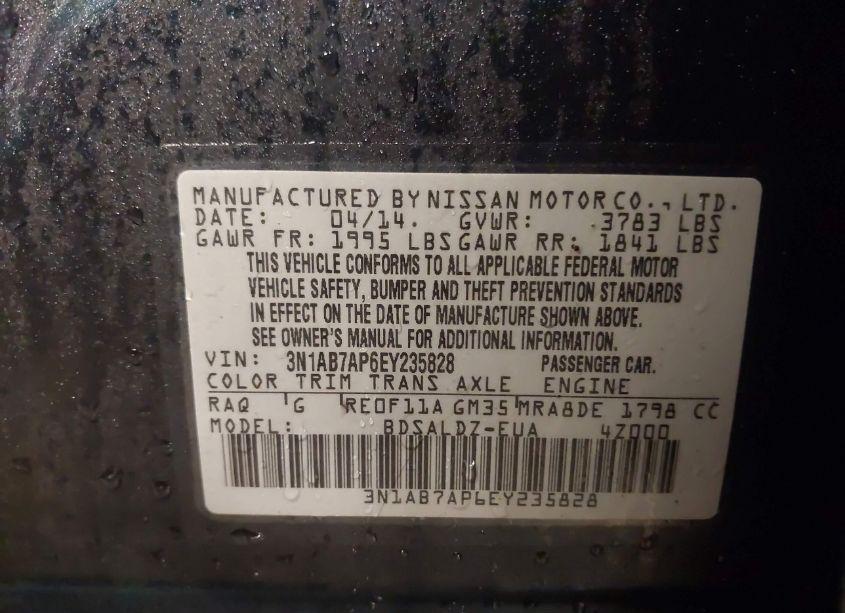 MANUFACTURED BY NISSAN MOTOR CO., LTD.
DATE: 04/14. GVWR: 3783 LBS
GAWR FR: 1995 LBS GAWR RR: 1841 LBS
THIS VEHICLE CONFORMS TO ALL APPLICABLE FEDERAL MOTOR
VEHICLE SAFETY, BUMPER AND THEFT PREVENTION STANDARDS
IN EFFECT ON THE DATE OF MANUFACTURE SHOWN ABOVE.
SEE OWNER'S MANUAL FOR ADDITIONAL INFORMATION.
VIN: 3N1AB7AP6EY235828 PASSENGER CAR.
COLOR TRIM TRANS AXLE ENGINE
RAQ G RE0F11A GM35 MRA8DE 1798 CC
MODEL: BDSALDZ-EUA 4Z000
3N1AB7AP6EY235828